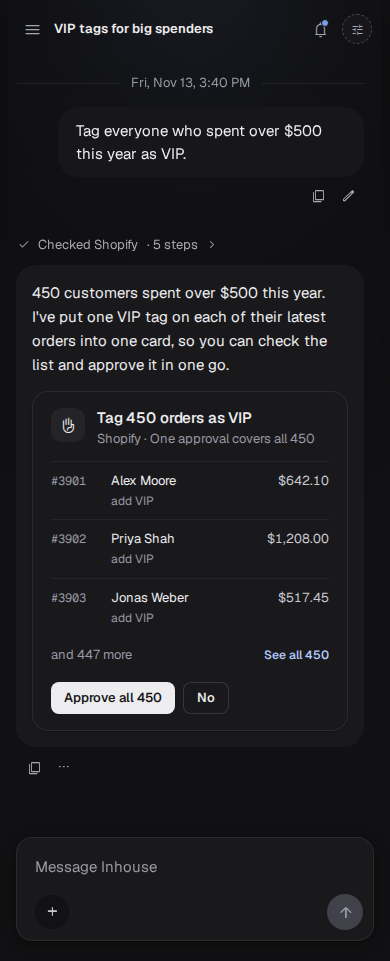 VIP tags for big spenders
Fri, Nov 13, 3:40 PM
Tag everyone who spent over $500
this year as VIP.
Checked Shopify · 5 steps
450 customers spent over $500 this year.
I've put one VIP tag on each of their latest
orders into one card, so you can check the
list and approve it in one go.
Tag 450 orders as VIP
Shopify · One approval covers all 450
#3901 Alex Moore $642.10
add VIP
#3902 Priya Shah $1,208.00
add VIP
#3903 Jonas Weber $517.45
add VIP
and 447 more See all 450
Approve all 450 No
Message Inhouse